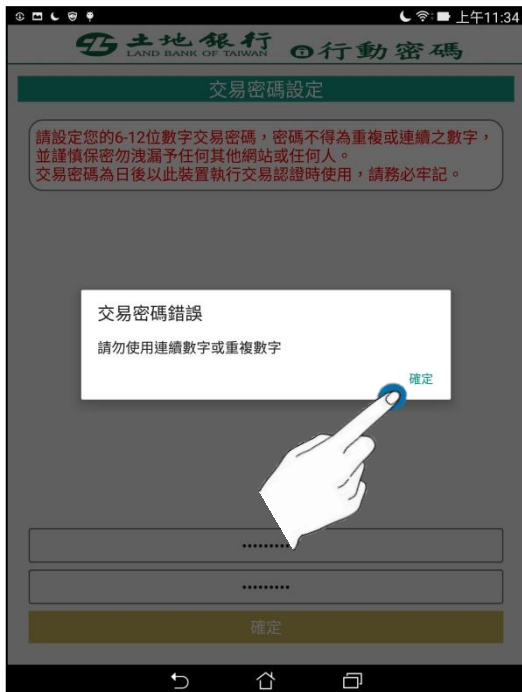 上午11:34
土地銀行
LAND BANK OF TAIWAN
行動密碼
交易密碼設定
請設定您的6-12位數字交易密碼，密碼不得為重複或連續之數字，
並謹慎保密勿洩漏予任何其他網站或任何人。
交易密碼為日後以此裝置執行交易認證時使用，請務必牢記。
交易密碼錯誤
請勿使用連續數字或重複數字
確定
確定